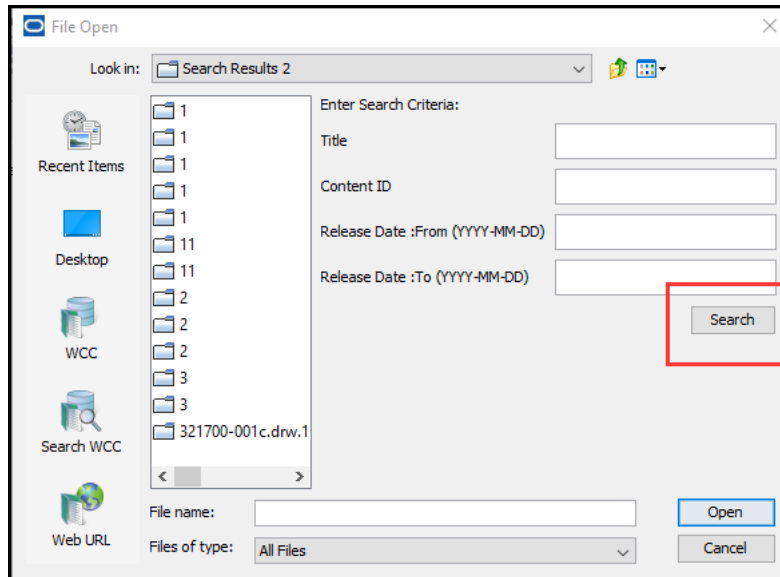 File Open
Look in: Search Results 2
Recent Items
Desktop
WCC
Search WCC
Web URL
1
1
1
1
1
11
11
2
2
2
3
3
321700-001c.drw.1
Enter Search Criteria:
Title
Content ID
Release Date :From (YYYY-MM-DD)
Release Date :To (YYYY-MM-DD)
Search
File name:
Open
Files of type: All Files
Cancel